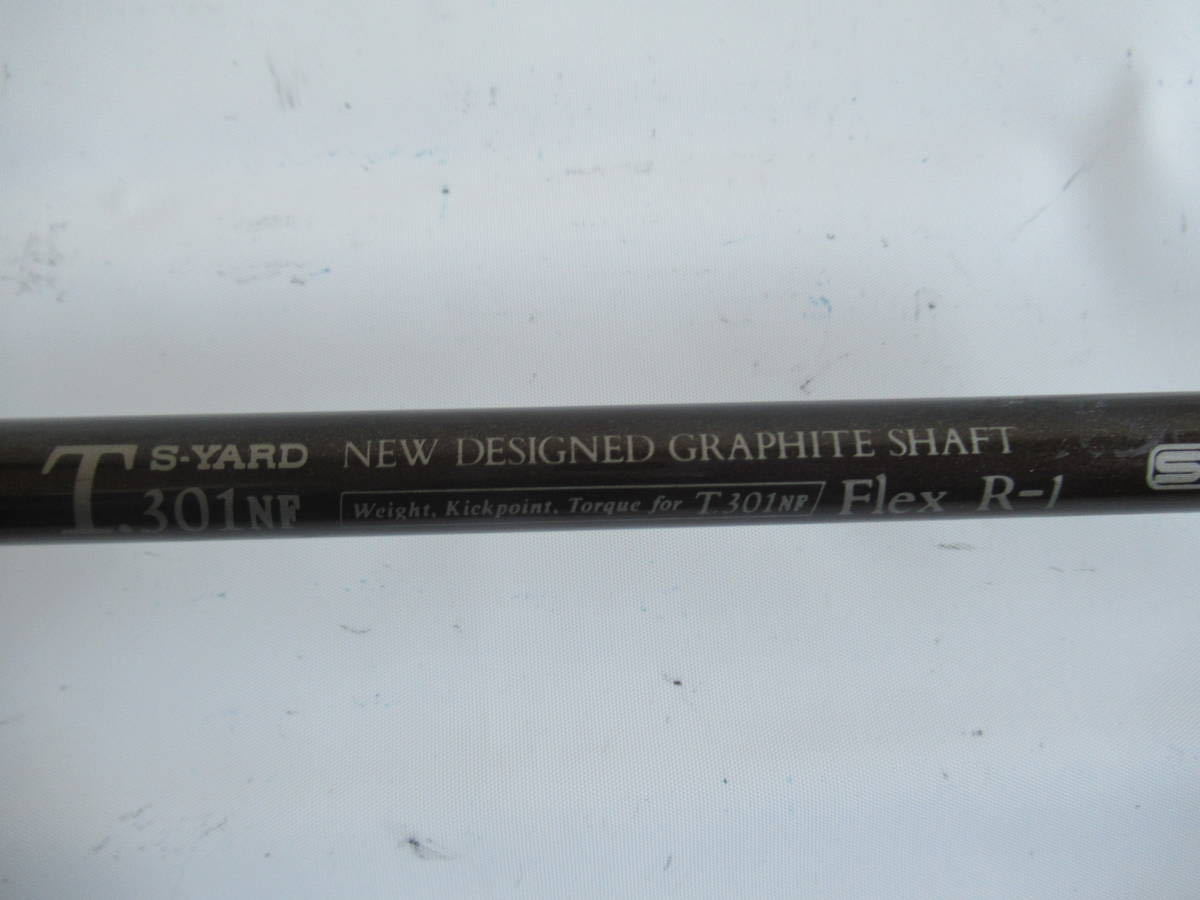 T.301NF
S-YARD
NEW DESIGNED GRAPHITE SHAFT
Weight, Kickpoint, Torque for T.301NF
Flex R-1
S